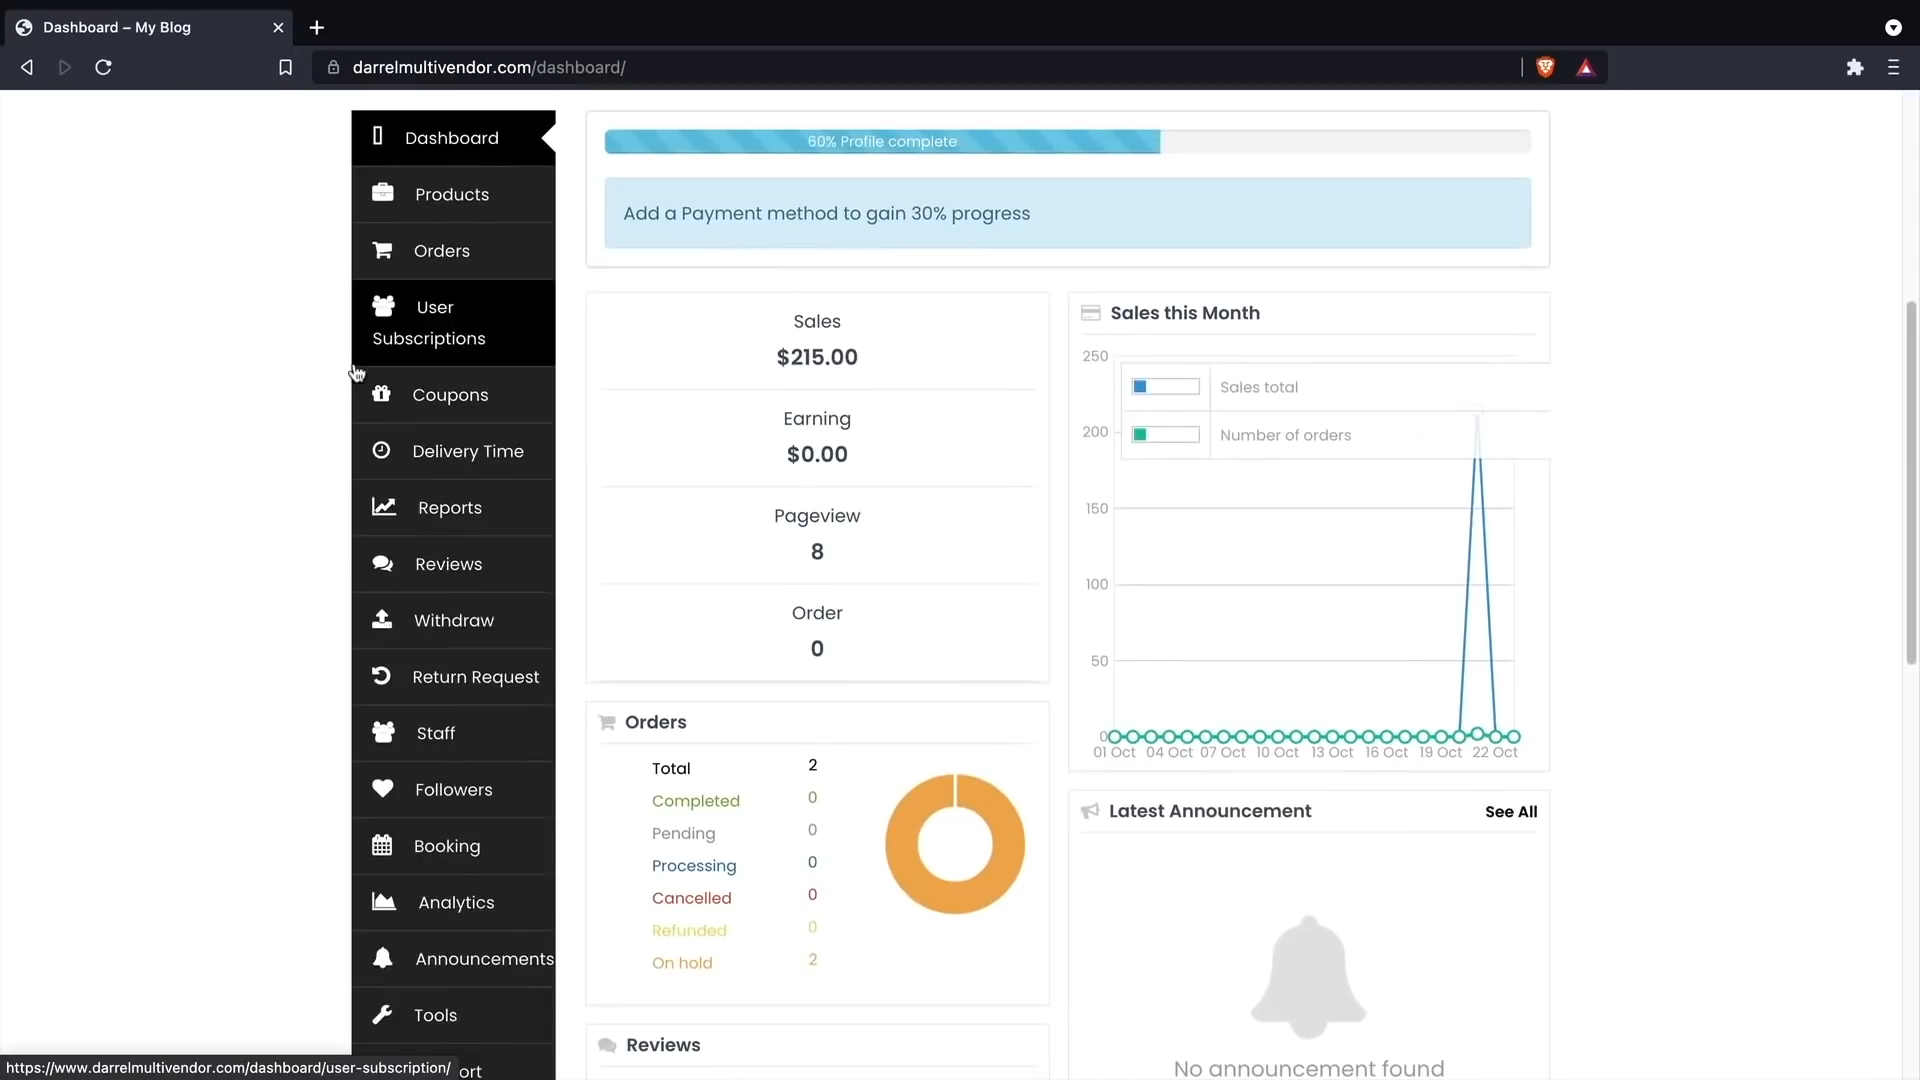 Dashboard – My Blog
darrelmultivendor.com/dashboard/
Dashboard
Products
Orders
User
Subscriptions
Coupons
Delivery Time
Reports
Reviews
Withdraw
Return Request
Staff
Followers
Booking
Analytics
Announcements
Tools
ort
60% Profile complete
Add a Payment method to gain 30% progress
Sales
$215.00
Earning
$0.00
Pageview
8
Order
0
Orders
Total 2
Completed 0
Pending 0
Processing 0
Cancelled 0
Refunded 0
On hold 2
Reviews
Sales this Month
250
Sales total
200
Number of orders
150
100
50
0
01 Oct 04 Oct 07 Oct 10 Oct 13 Oct 16 Oct 19 Oct 22 Oct
Latest Announcement See All
No announcement found
https://www.darrelmultivendor.com/dashboard/user-subscription/